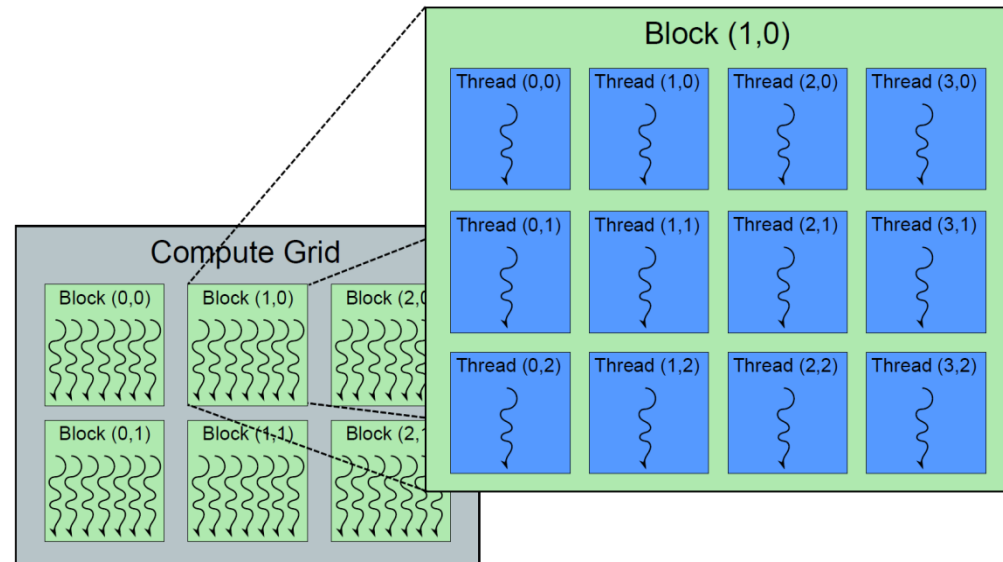 Block (1,0)
Thread (0,0)
Thread (1,0)
Thread (2,0)
Thread (3,0)
Thread (0,1)
Thread (1,1)
Thread (2,1)
Thread (3,1)
Thread (0,2)
Thread (1,2)
Thread (2,2)
Thread (3,2)
Compute Grid
Block (0,0)
Block (1,0)
Block (2,0
Block (0,1)
Block (1,1)
Block (2,1